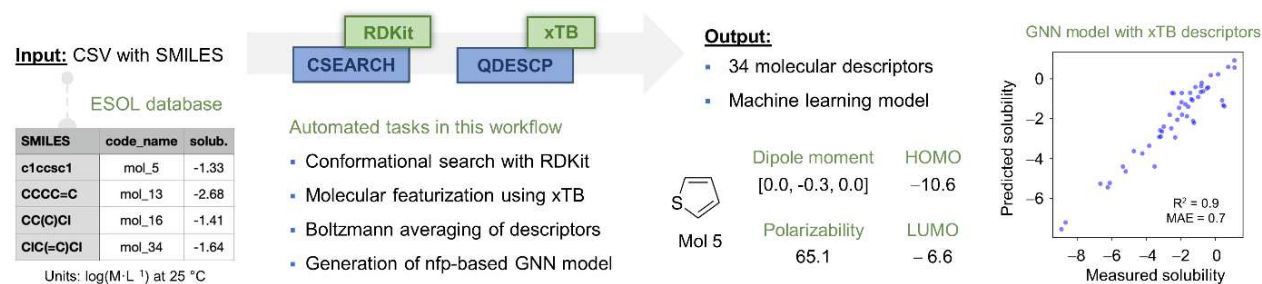 Input: CSV with SMILES
ESOL database
SMILES code_name solub.
c1ccsc1 mol_5 -1.33
CCCC=C mol_13 -2.68
CC(C)Cl mol_16 -1.41
ClC(=C)Cl mol_34 -1.64
Units: log(M·L⁻¹) at 25 °C
RDKit
CSEARCH
xTB
QDESCP
Automated tasks in this workflow
▪ Conformational search with RDKit
▪ Molecular featurization using xTB
▪ Boltzmann averaging of descriptors
▪ Generation of nfp-based GNN model
Output:
▪ 34 molecular descriptors
▪ Machine learning model
S
Mol 5
Dipole moment HOMO
[0.0, -0.3, 0.0] −10.6
Polarizability LUMO
65.1 −6.6
GNN model with xTB descriptors
Predicted solubility
0
−2
−4
−6
R² = 0.9
MAE = 0.7
−8 −6 −4 −2 0
Measured solubility